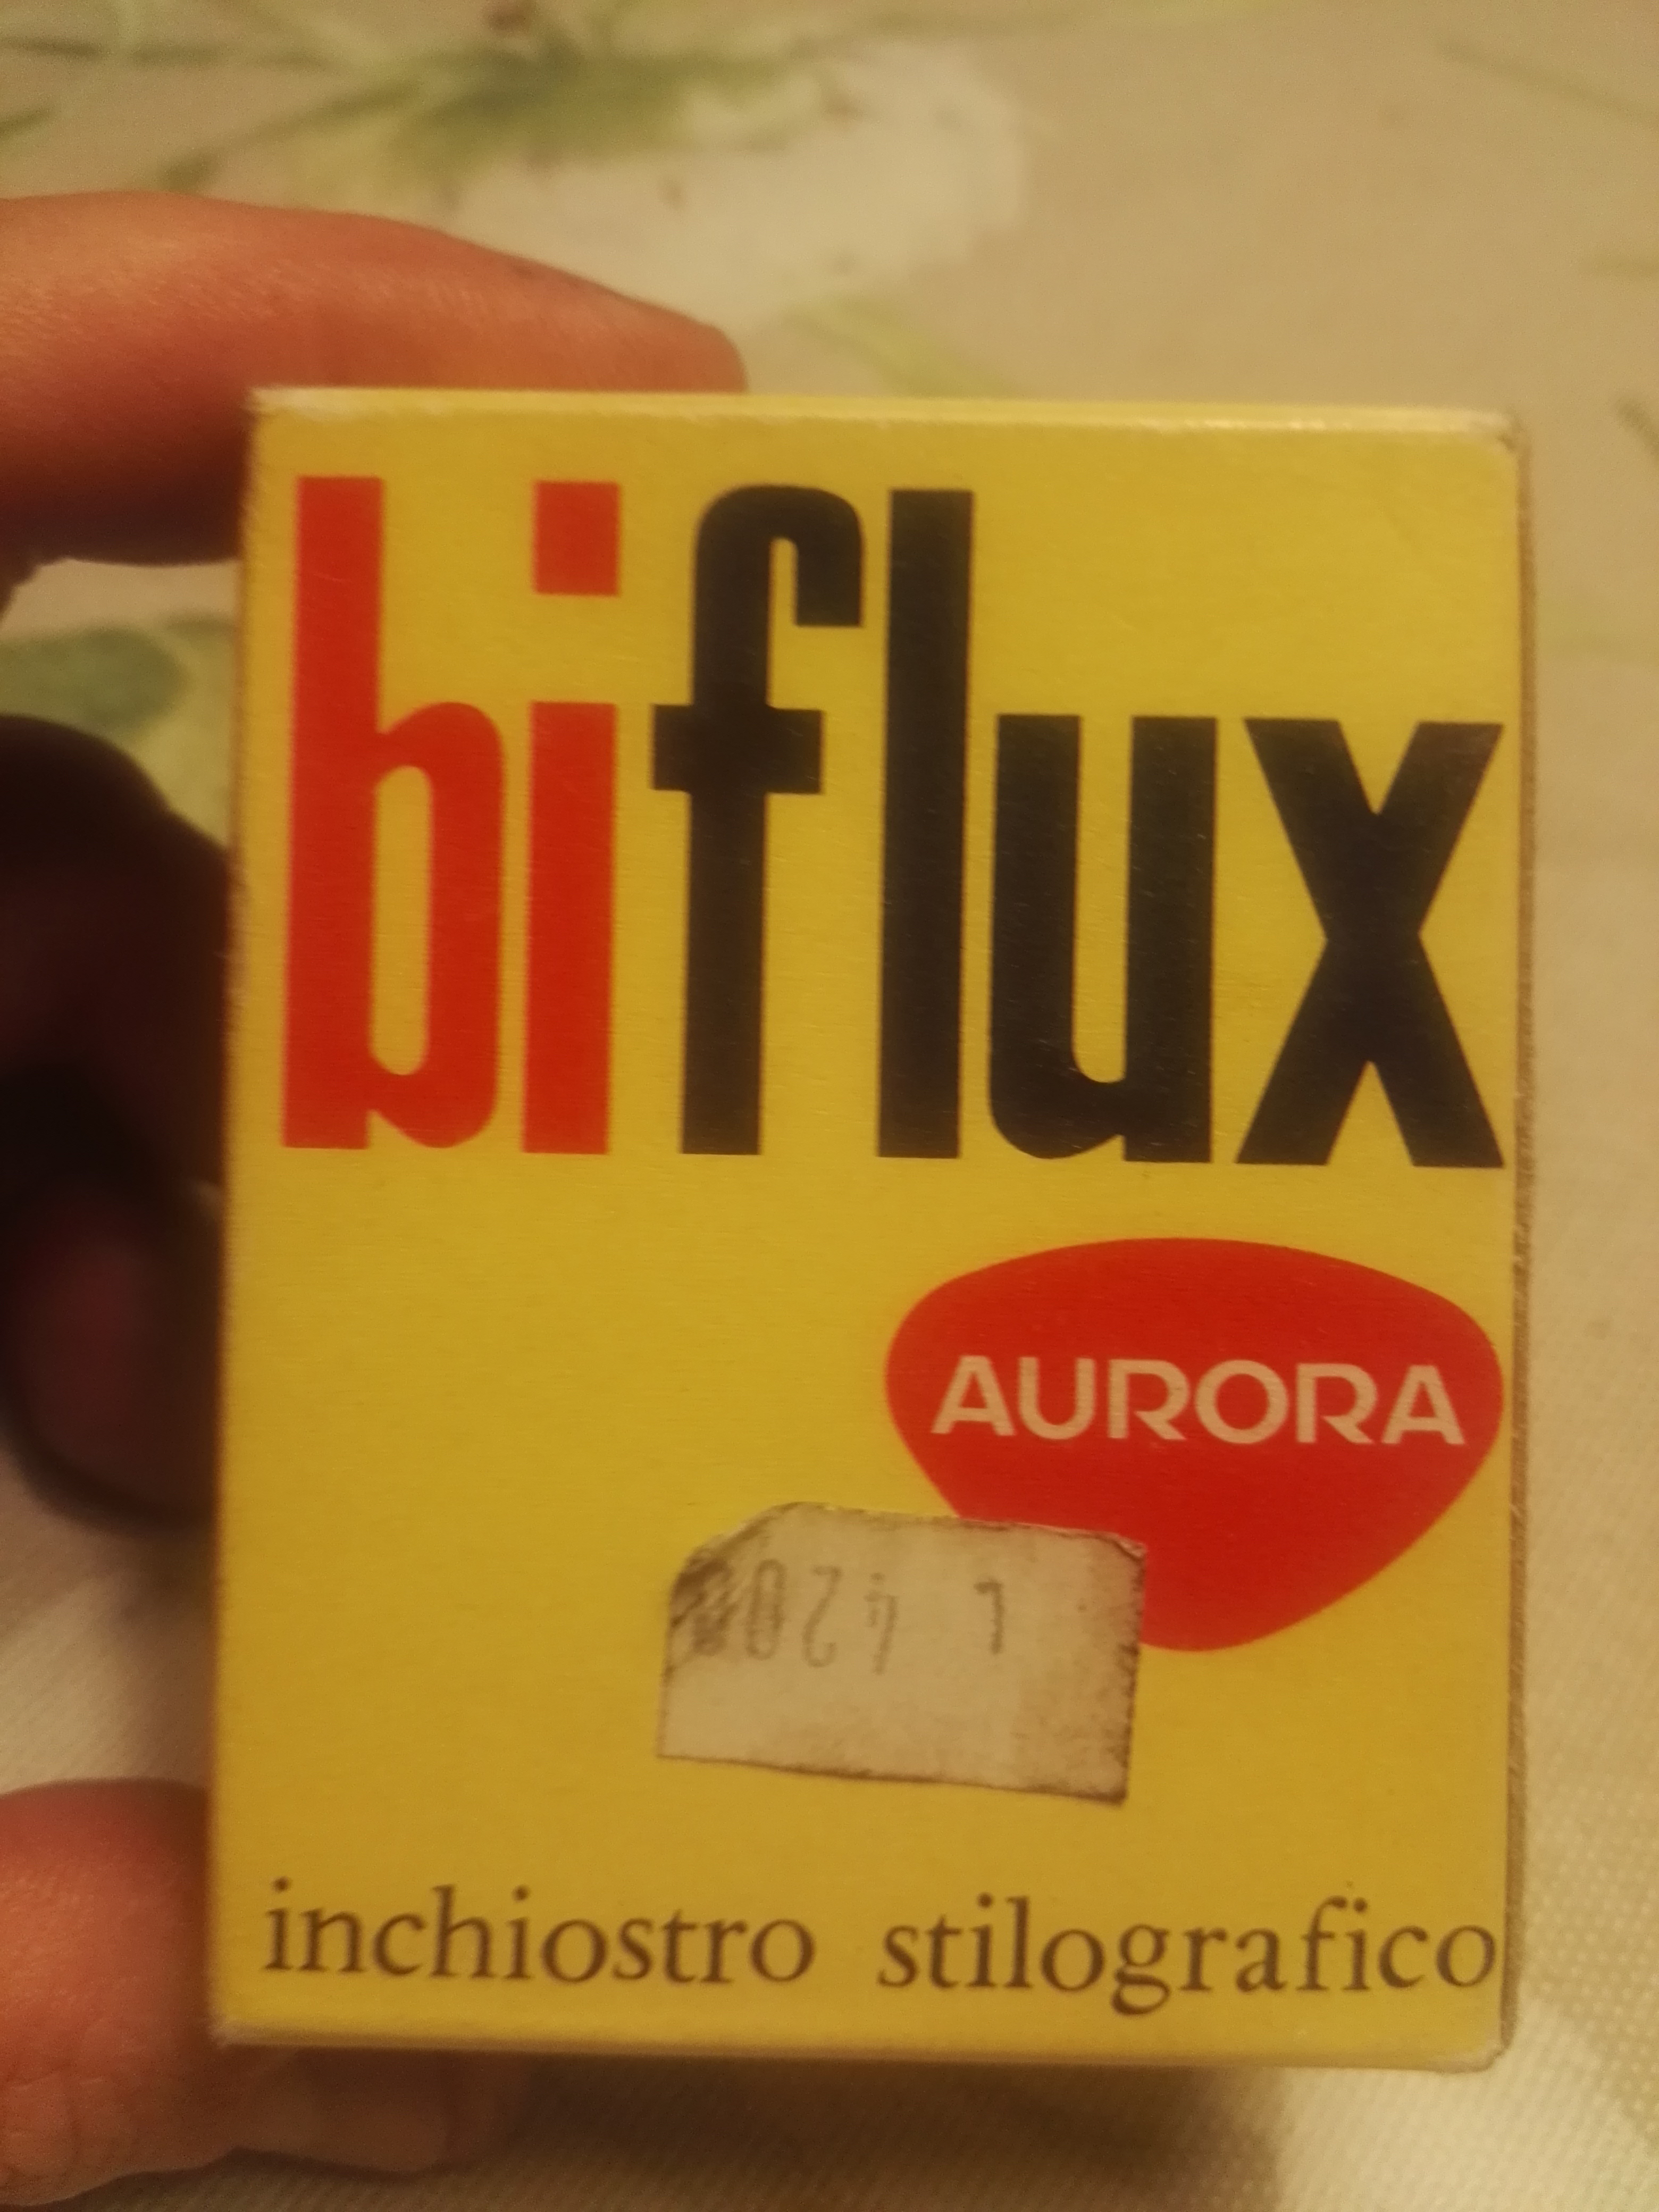 biflux
AURORA
420
inchiostro stilografico